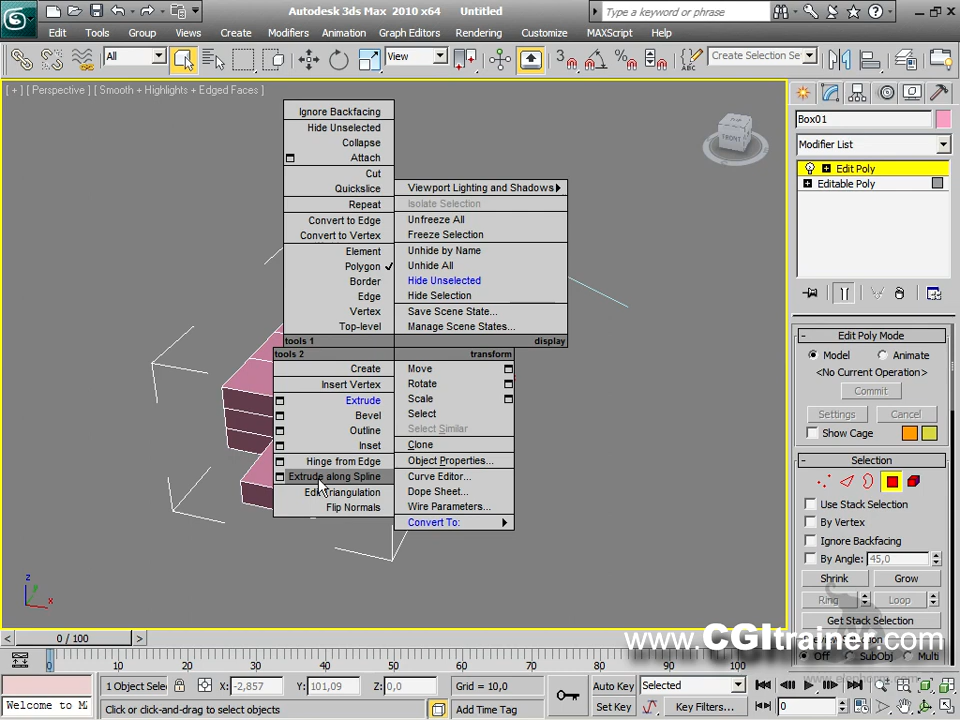 Autodesk 3ds Max 2010 x64 Untitled
Type a keyword or phrase
Edit Tools Group Views Create Modifiers Animation Graph Editors Rendering Customize MAXScript Help
All
View
3
Create Selection Se
[ + ] [ Perspective ] [ Smooth + Highlights + Edged Faces ]
FRONT
Ignore Backfacing
Hide Unselected
Collapse
Attach
Cut
Quickslice
Repeat
Convert to Edge
Convert to Vertex
Element
Polygon
Border
Edge
Vertex
Top-level
tools 1
Viewport Lighting and Shadows
Isolate Selection
Unfreeze All
Freeze Selection
Unhide by Name
Unhide All
Hide Unselected
Hide Selection
Save Scene State...
Manage Scene States...
display
tools 2
Create
Insert Vertex
Extrude
Bevel
Outline
Inset
Hinge from Edge
Extrude along Spline
Edit Triangulation
Flip Normals
transform
Move
Rotate
Scale
Select
Select Similar
Clone
Object Properties...
Curve Editor...
Dope Sheet...
Wire Parameters...
Convert To:
Box01
Modifier List
Edit Poly
Editable Poly
- Edit Poly Mode
Model Animate
<No Current Operation>
Commit
Settings Cancel
Show Cage
- Selection
Use Stack Selection
By Vertex
Ignore Backfacing
By Angle: 45,0
Shrink Grow
Ring Loop
Get Stack Selection
Off SubObj Multi
z
x
0 / 100
www.CGItrainer.com
0 10 20 30 40 50 60 70 80 90 100
1 Object Selec
X: -2,857
Y: 101,09
Z: 0,0
Grid = 10,0
Auto Key
Selected
Welcome to M
Click or click-and-drag to select objects
Add Time Tag
Set Key
Key Filters...
0